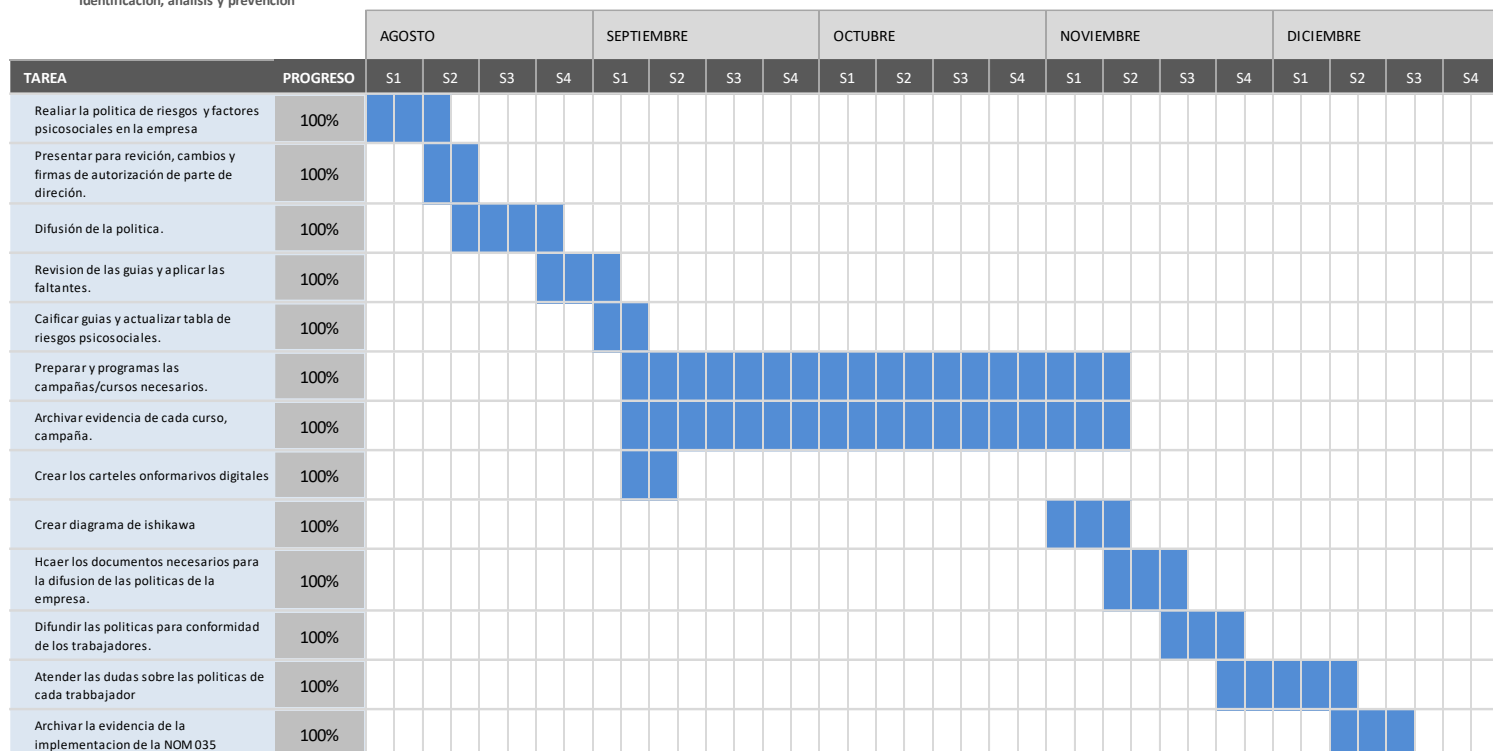 identificación, análisis y prevención
AGOSTO SEPTIEMBRE OCTUBRE NOVIEMBRE DICIEMBRE
TAREA PROGRESO S1 S2 S3 S4 S1 S2 S3 S4 S1 S2 S3 S4 S1 S2 S3 S4 S1 S2 S3 S4
Realiar la politica de riesgos y factores
psicosociales en la empresa
100%
Presentar para revición, cambios y
firmas de autorización de parte de
direción.
100%
Difusión de la politica.
100%
Revision de las guias y aplicar las
faltantes.
100%
Caificar guias y actualizar tabla de
riesgos psicosociales.
100%
Preparar y programas las
campañas/cursos necesarios.
100%
Archivar evidencia de cada curso,
campaña.
100%
Crear los carteles onformarivos digitales
100%
Crear diagrama de ishikawa
100%
Hcaer los documentos necesarios para
la difusion de las politicas de la
empresa.
100%
Difundir las politicas para conformidad
de los trabajadores.
100%
Atender las dudas sobre las politicas de
cada trabbajador
100%
Archivar la evidencia de la
implementacion de la NOM 035
100%